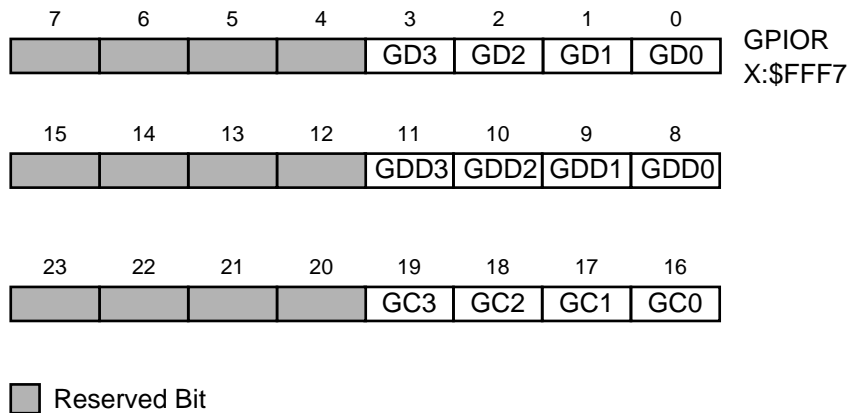 7 6 5 4 3 2 1 0
GD3 GD2 GD1 GD0
GPIOR
X:$FFF7
15 14 13 12 11 10 9 8
GDD3 GDD2 GDD1 GDD0
23 22 21 20 19 18 17 16
GC3 GC2 GC1 GC0
Reserved Bit